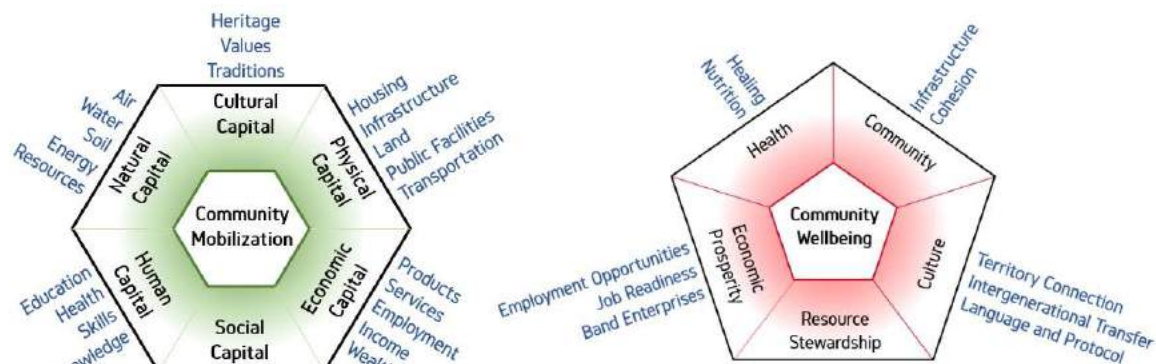 Heritage
Values
Traditions
Cultural
Capital
Air
Water
Soil
Energy
Resources
Natural
Capital
Housing
Infrastructure
Land
Public Facilities
Transportation
Physical
Capital
Community
Mobilization
Education
Health
Skills
Human
Capital
Social
Capital
Economic
Capital
Products
Services
Employment
Income
Healing
Nutrition
Health
Infrastructure
Cohesion
Community
Community
Wellbeing
Employment Opportunities
Job Readiness
Band Enterprises
Economic
Prosperity
Resource
Stewardship
Culture
Territory Connection
Intergenerational Transfer
Language and Protocol